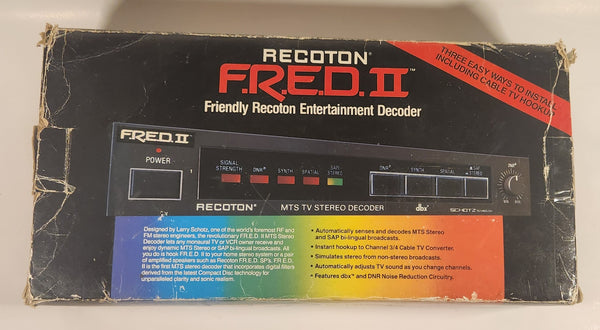 RECOTON®
F.R.E.D. II™
Friendly Recoton Entertainment Decoder
THREE EASY WAYS TO INSTALL-
INCLUDING CABLE TV HOOKUP
F.R.E.D. II
POWER
SIGNAL
STRENGTH
DNR®
SYNTH
SPATIAL
SAP/
STEREO
DNR®
SYNTH
SPATIAL
▲ SAP
STEREO
DNR®
RECOTON®
MTS TV STEREO DECODER
dbx®
SCHOTZ
Designed by Larry Schotz, one of the world's foremost RF and
FM stereo engineers, the revolutionary F.R.E.D. II MTS Stereo
Decoder lets any monaural TV or VCR owner receive and
enjoy dynamic MTS Stereo or SAP bi-lingual broadcasts. All
you do is hook F.R.E.D. II to your home stereo system or a pair
of amplified speakers such as Recoton F.R.E.D. SP's. F.R.E.D.
II is the first MTS stereo decoder that incorporates digital filters
derived from the latest Compact Disc technology for
unparalleled clarity and sonic realism.
• Automatically senses and decodes MTS Stereo
and SAP bi-lingual broadcasts.
• Instant hookup to Channel 3/4 Cable TV Converter.
• Simulates stereo from non-stereo broadcasts.
• Automatically adjusts TV sound as you change channels.
• Features dbx™ and DNR Noise Reduction Circuitry.